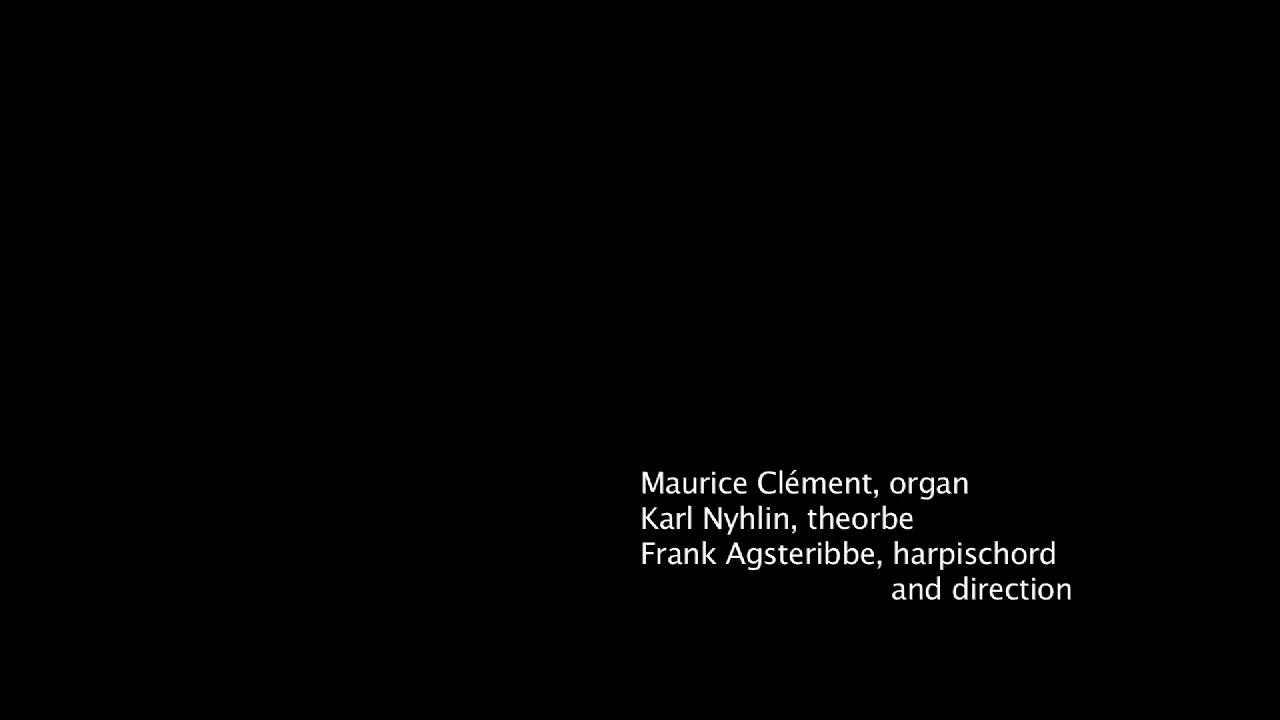 Maurice Clément, organ
Karl Nyhlin, theorbe
Frank Agsteribbe, harpischord
and direction